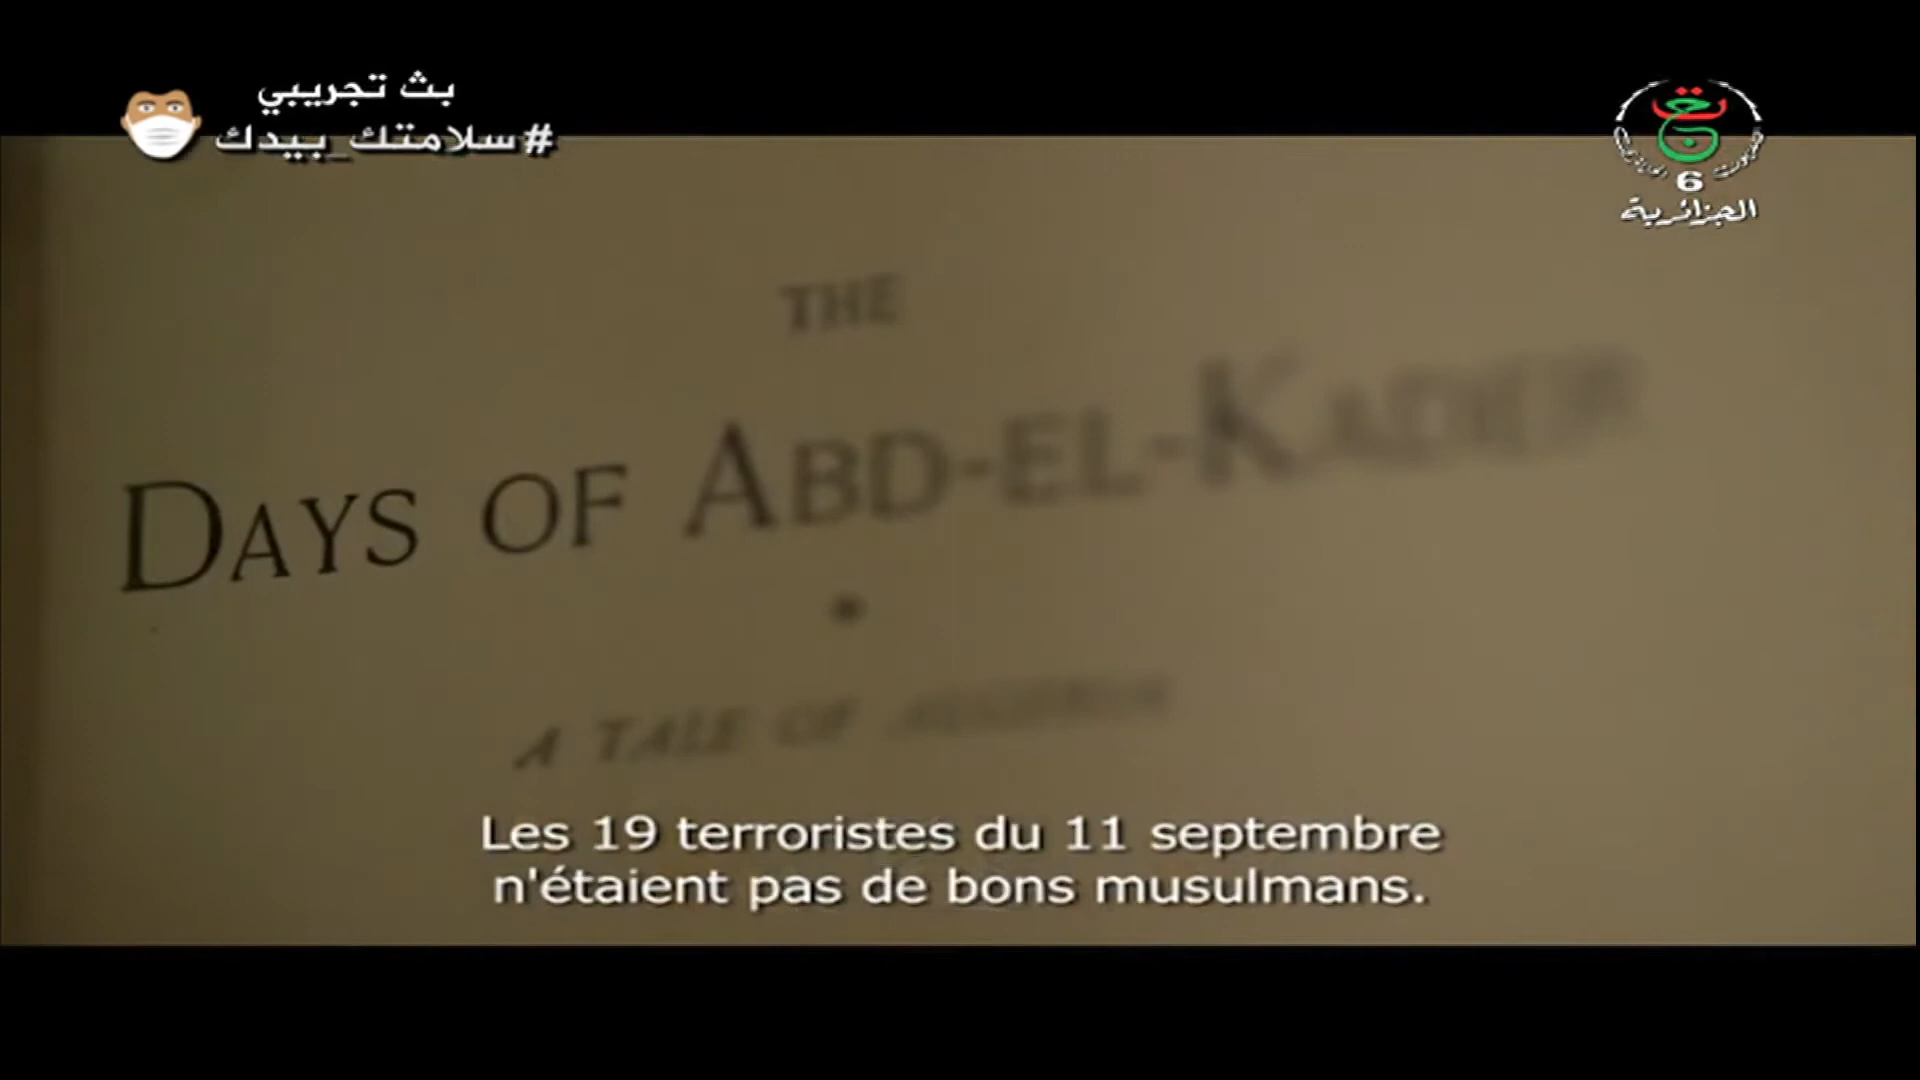 بث تجريبي
#سلامتك_بيدك
6
الجزائرية
THE
DAYS OF ABD-EL-KADER
A TALE OF ALGERIA
Les 19 terroristes du 11 septembre
n'étaient pas de bons musulmans.